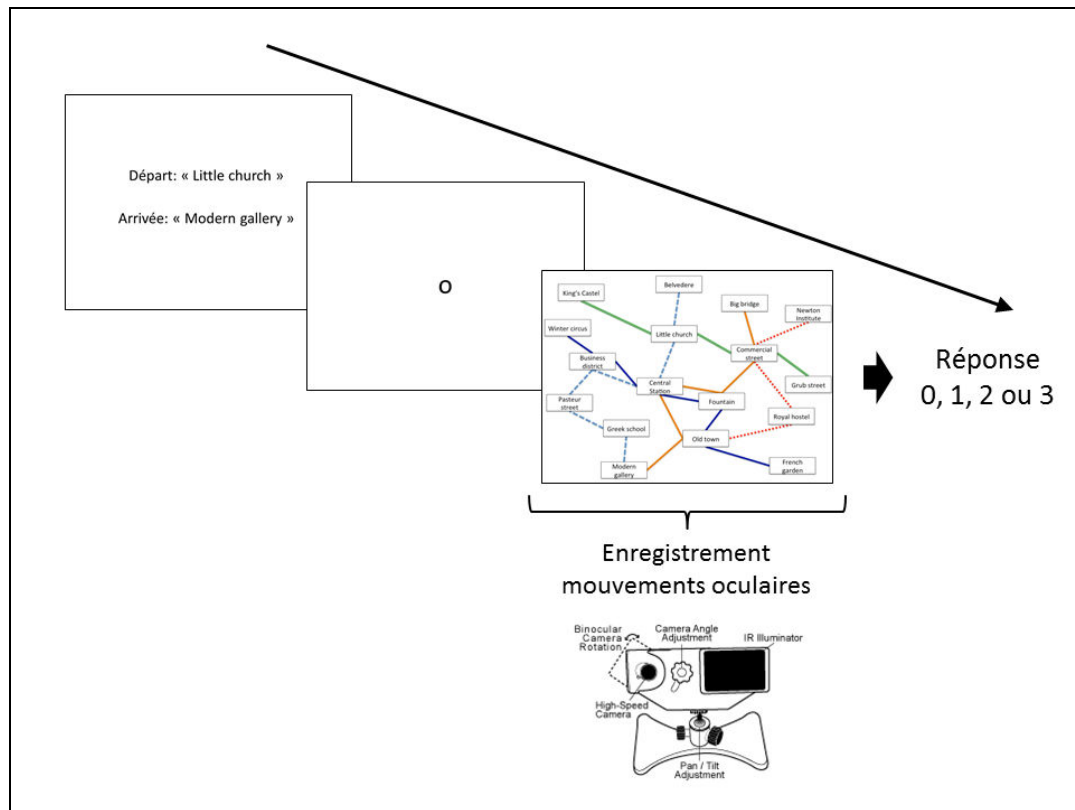 Départ: « Little church »
Arrivée: « Modern gallery »
o
King's Castel
Belvedere
Big bridge
Newton
Institute
Winter circus
Little church
Commercial
street
Business
district
Central
Station
Grub street
Pasteur
street
Fountain
Royal hostel
Greek school
Old town
Modern
gallery
French
garden
Réponse
0, 1, 2 ou 3
Enregistrement
mouvements oculaires
Binocular
Camera
Rotation
Camera Angle
Adjustment
IR Illuminator
High-Speed
Camera
Pan / Tilt
Adjustment